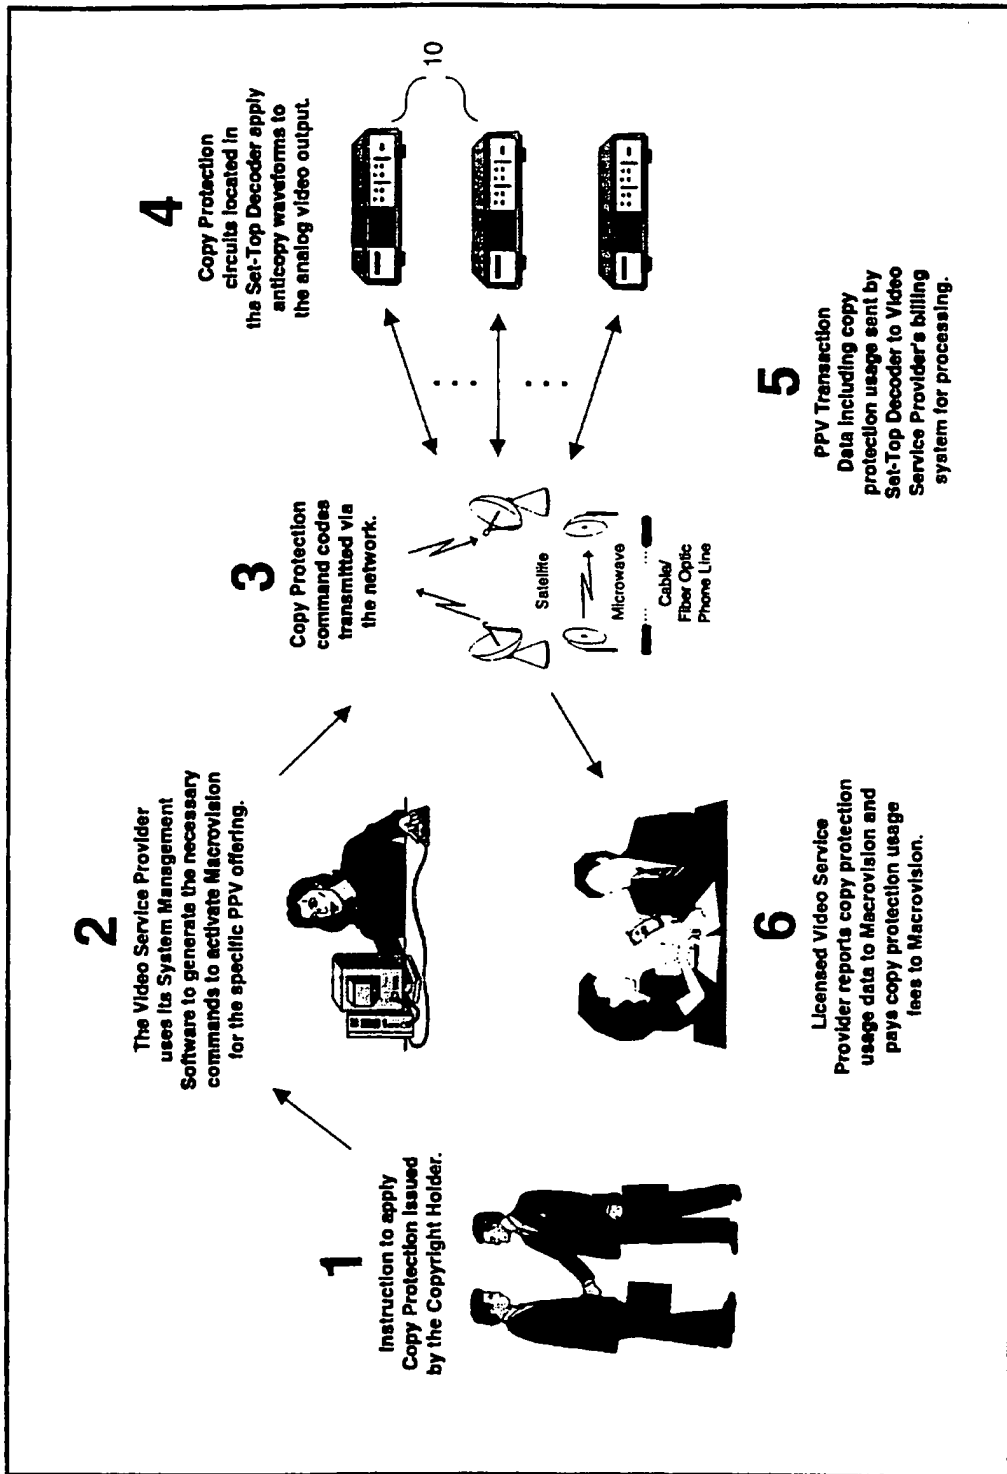 1
Instruction to apply
Copy Protection issued
by the Copyright Holder.
2
The Video Service Provider
uses its System Management
Software to generate the necessary
commands to activate Macrovision
for the specific PPV offering.
3
Copy Protection
command codes
transmitted via
the network.
Satellite
Microwave
Cable/
Fiber Optic
Phone Line
4
Copy Protection
circuits located in
the Set-Top Decoder apply
anticopy waveforms to
the analog video output.
10
5
PPV Transaction
Data including copy
protection usage sent by
Set-Top Decoder to Video
Service Provider's billing
system for processing.
6
Licensed Video Service
Provider reports copy protection
usage data to Macrovision and
pays copy protection usage
fees to Macrovision.